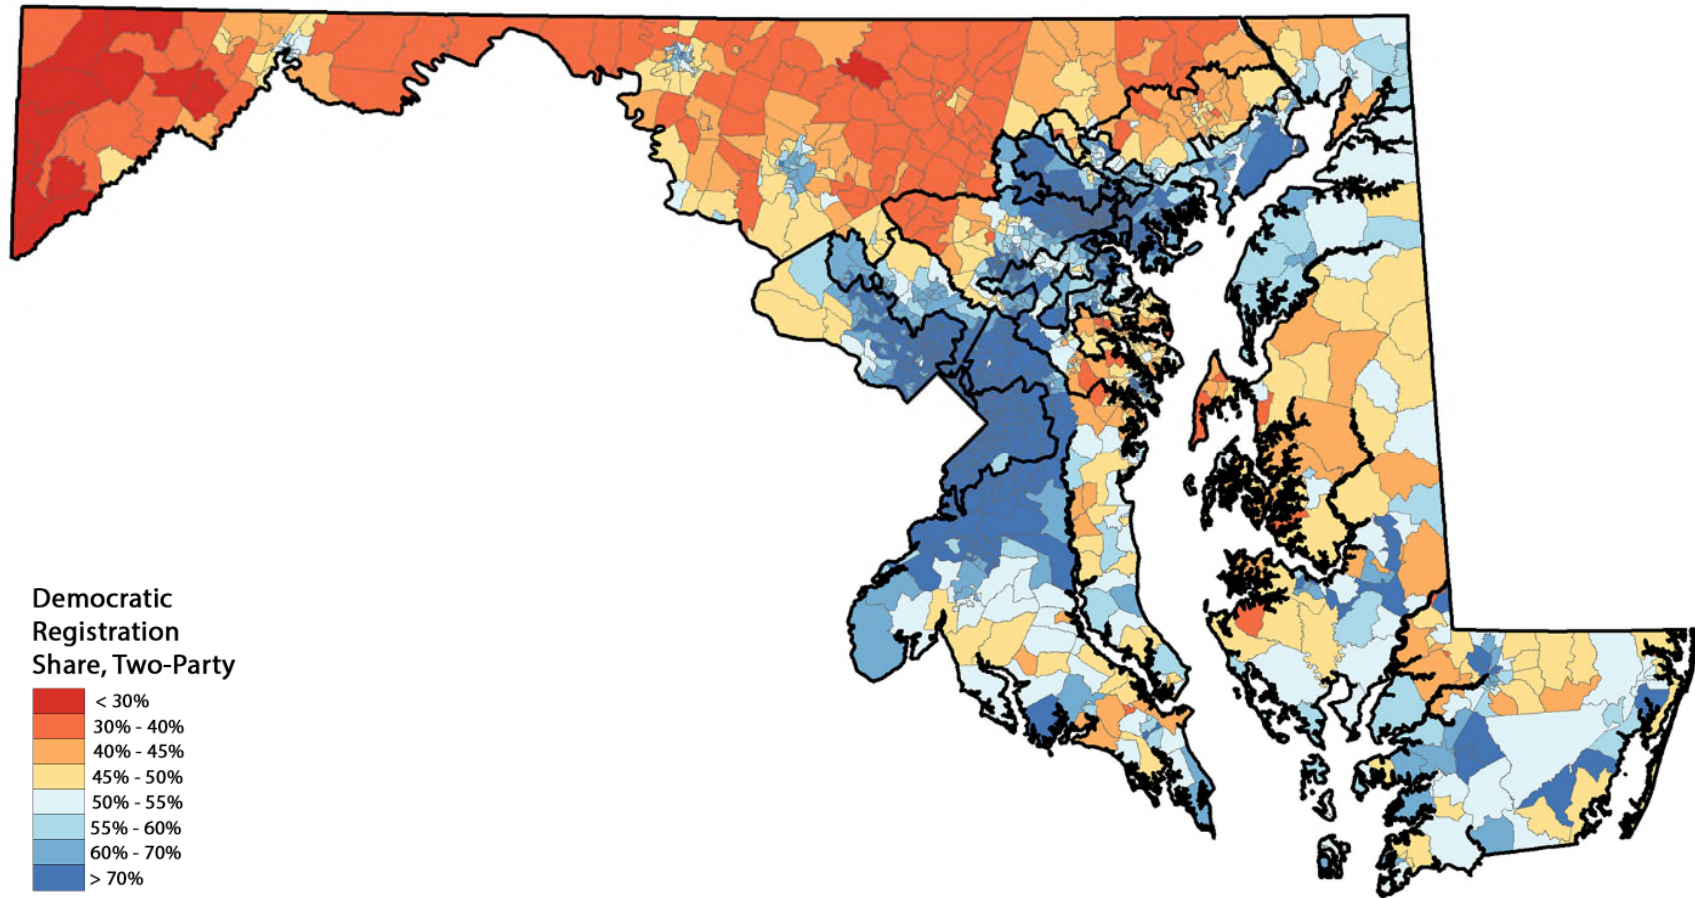 Democratic
Registration
Share, Two-Party
< 30%
30% - 40%
40% - 45%
45% - 50%
50% - 55%
55% - 60%
60% - 70%
> 70%